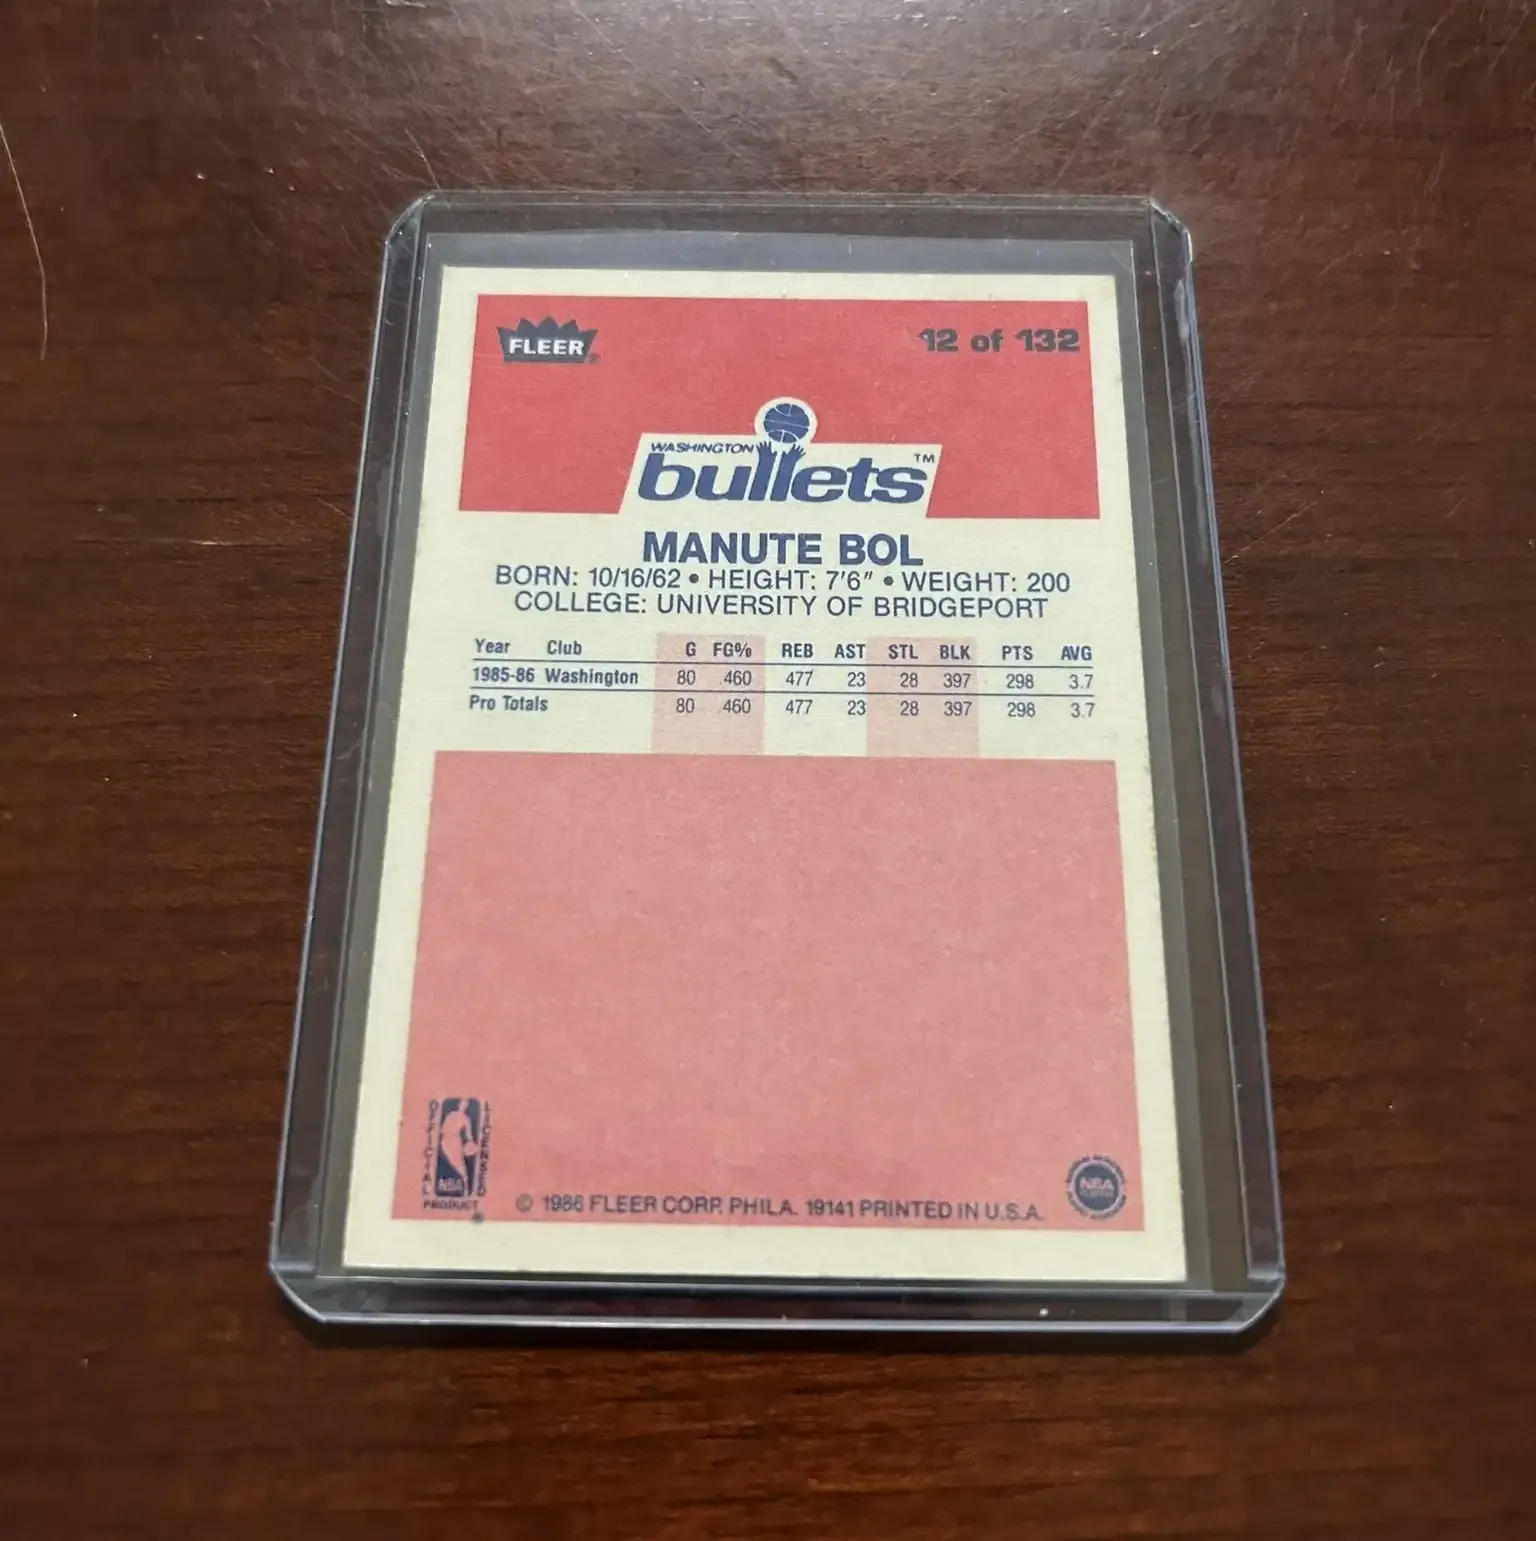 FLEER®
12 of 132
WASHINGTON
bullets™
MANUTE BOL
BORN: 10/16/62 • HEIGHT: 7'6" • WEIGHT: 200
COLLEGE: UNIVERSITY OF BRIDGEPORT
Year Club G FG% REB AST STL BLK PTS AVG
1985-86 Washington 80 .460 477 23 28 397 298 3.7
Pro Totals 80 .460 477 23 28 397 298 3.7
OFFICIAL
LICENSED
NBA
PRODUCT
®
© 1986 FLEER CORP. PHILA. 19141 PRINTED IN U.S.A.
NBA